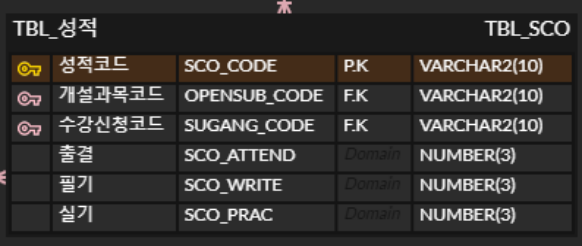 TBL_성적 TBL_SCO
성적코드 SCO_CODE P.K VARCHAR2(10)
개설과목코드 OPENSUB_CODE F.K VARCHAR2(10)
수강신청코드 SUGANG_CODE F.K VARCHAR2(10)
출결 SCO_ATTEND Domain NUMBER(3)
필기 SCO_WRITE Domain NUMBER(3)
실기 SCO_PRAC Domain NUMBER(3)